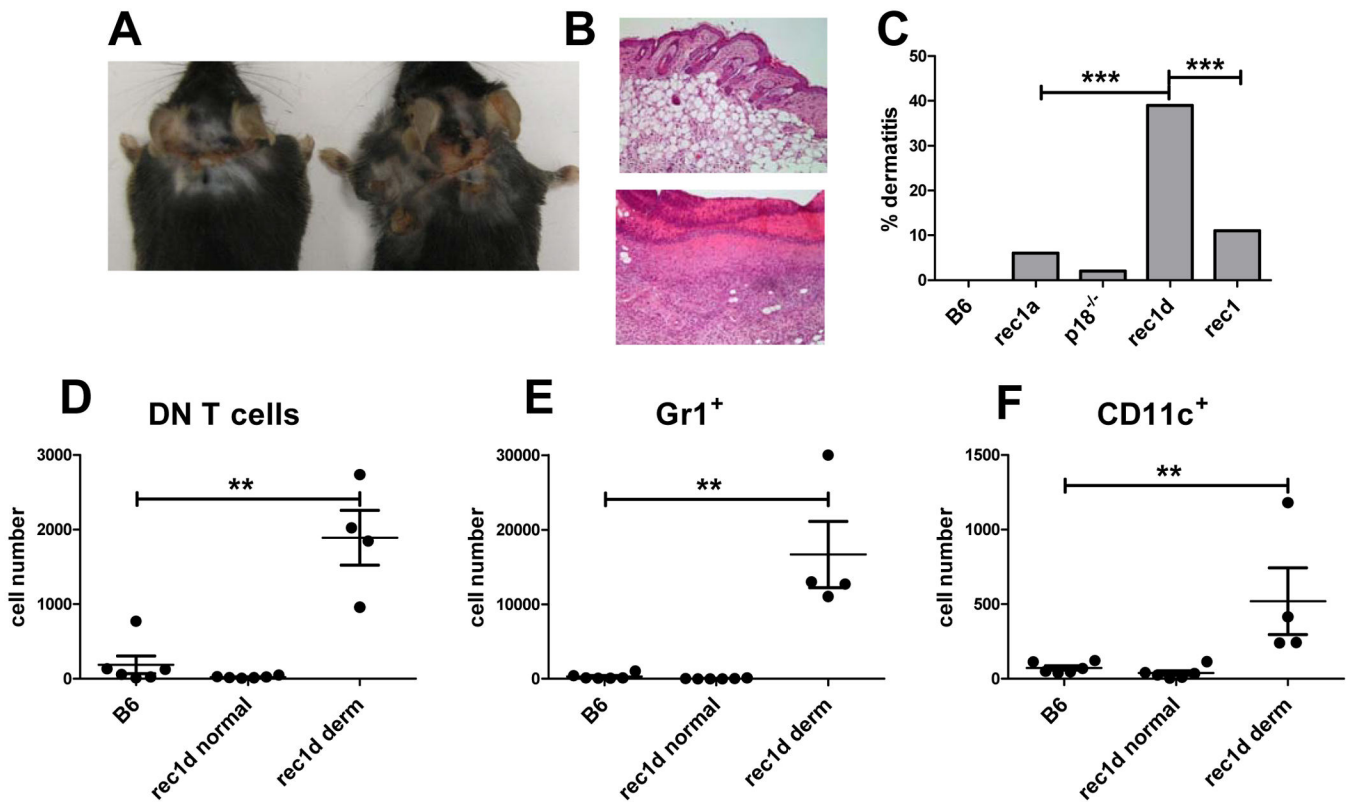 A
B
C
% dermatitis
50
40
30
20
10
0
***
***
B6
rec1a
p18-/-
rec1d
rec1
D
DN T cells
cell number
3000
2000
1000
0
**
B6
rec1d normal
rec1d derm
E
Gr1+
cell number
30000
20000
10000
0
**
B6
rec1d normal
rec1d derm
F
CD11c+
cell number
1500
1000
500
0
**
B6
rec1d normal
rec1d derm